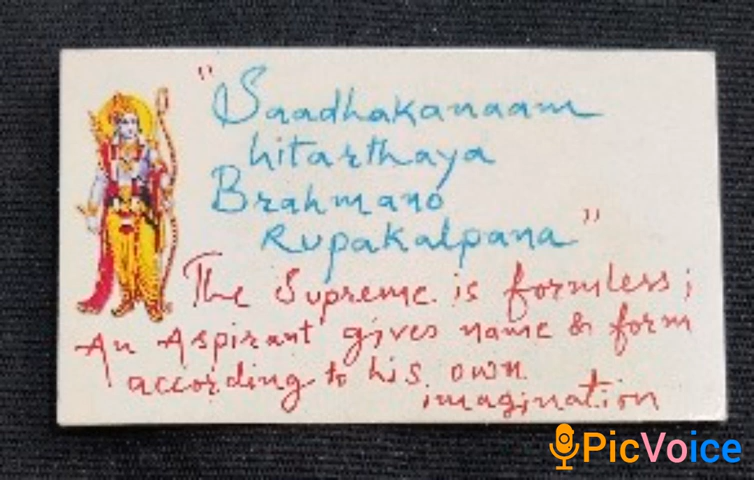 "Saadhakanaam
hitarthaya
Brahmano
Rupakalpana"
The Supreme is formless;
An Aspirant gives name & form
according to his own
imagination
PicVoice